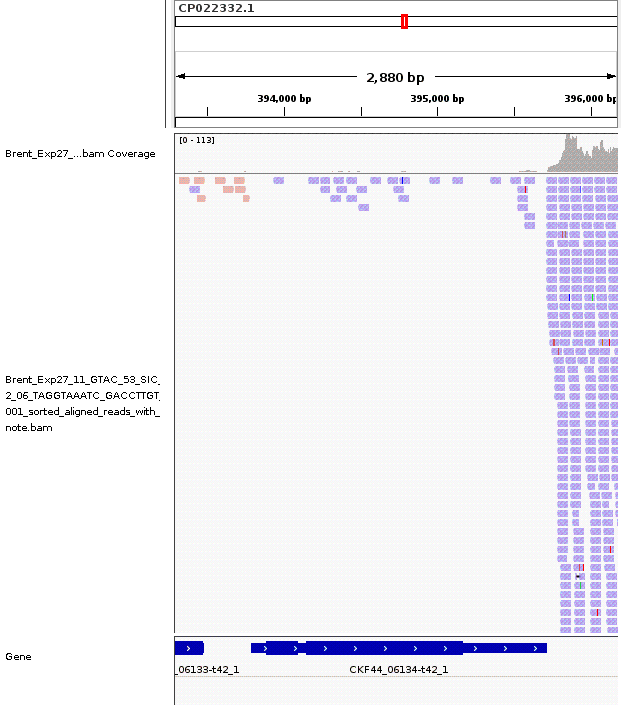 CP022332.1
2,880 bp
394,000 bp 395,000 bp 396,000 bp
[0 - 113]
Brent_Exp27_...bam Coverage
Brent_Exp27_11_GTAC_53_SIC_
2_06_TAGGTAAATC_GACCTTGT_
001_sorted_aligned_reads_with_
note.bam
Gene
_06133-t42_1 CKF44_06134-t42_1